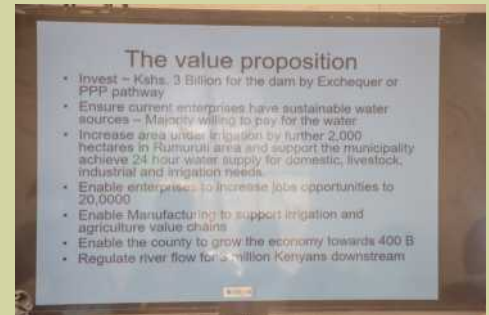 The value proposition
• Invest – Kshs. 3 Billion for the dam by Exchequer or
PPP pathway
• Ensure current enterprises have sustainable water
sources – Majority willing to pay for the water
• Increase area under irrigation by further 2,000
hectares in Rumuruti area and support the municipality
achieve 24 hour water supply for domestic, livestock,
industrial and irrigation needs.
• Enable enterprises to increase jobs opportunities to
20,0000
• Enable Manufacturing to support irrigation and
agriculture value chains
• Enable the county to grow the economy towards 400 B
• Regulate river flow for 3 million Kenyans downstream